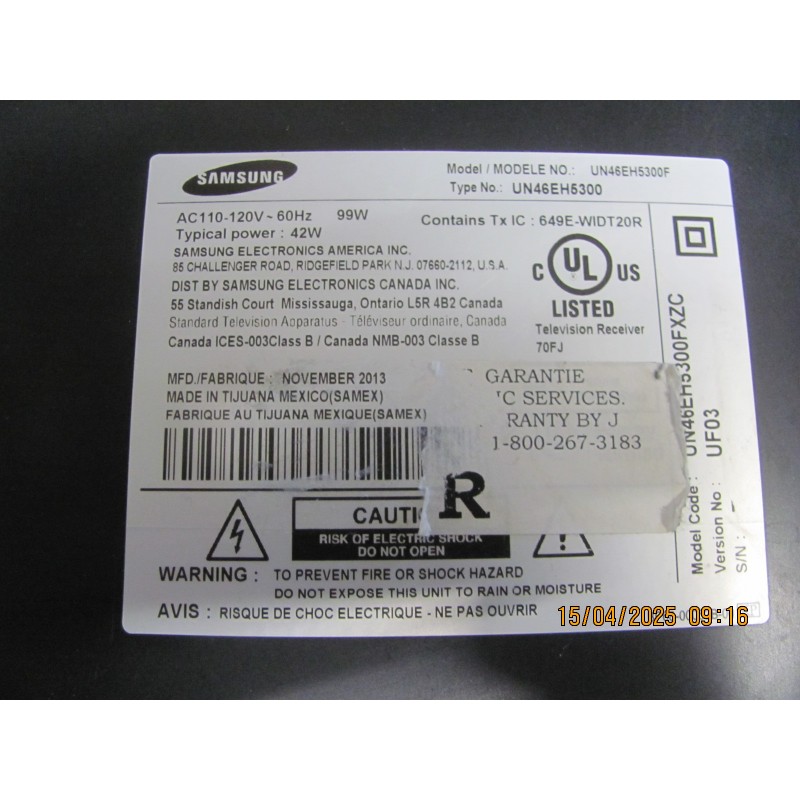 SAMSUNG
Model / MODELE NO.: UN46EH5300F
Type No.: UN46EH5300
AC110-120V~60Hz 99W
Typical power : 42W
Contains Tx IC : 649E-WIDT20R
SAMSUNG ELECTRONICS AMERICA INC.
85 CHALLENGER ROAD, RIDGEFIELD PARK N.J. 07660-2112, U.S.A.
DIST BY SAMSUNG ELECTRONICS CANADA INC.
55 Standish Court Mississauga, Ontario L5R 4B2 Canada
Standard Television Apparatus - Téléviseur ordinaire, Canada
Canada ICES-003Class B / Canada NMB-003 Classe B
C UL US
LISTED
Television Receiver
70FJ
MFD./FABRIQUE : NOVEMBER 2013
MADE IN TIJUANA MEXICO(SAMEX)
FABRIQUE AU TIJUANA MEXIQUE(SAMEX)
GARANTIE
C SERVICES.
RANTY BY J
1-800-267-3183
R
CAUTI
RISK OF ELECTRIC SHOCK
DO NOT OPEN
WARNING : TO PREVENT FIRE OR SHOCK HAZARD
DO NOT EXPOSE THIS UNIT TO RAIN OR MOISTURE
AVIS : RISQUE DE CHOC ELECTRIQUE - NE PAS OUVRIR
Model Code : UN46EH5300FXZC
Version No : UF03
S/N :
15/04/2025 09:16